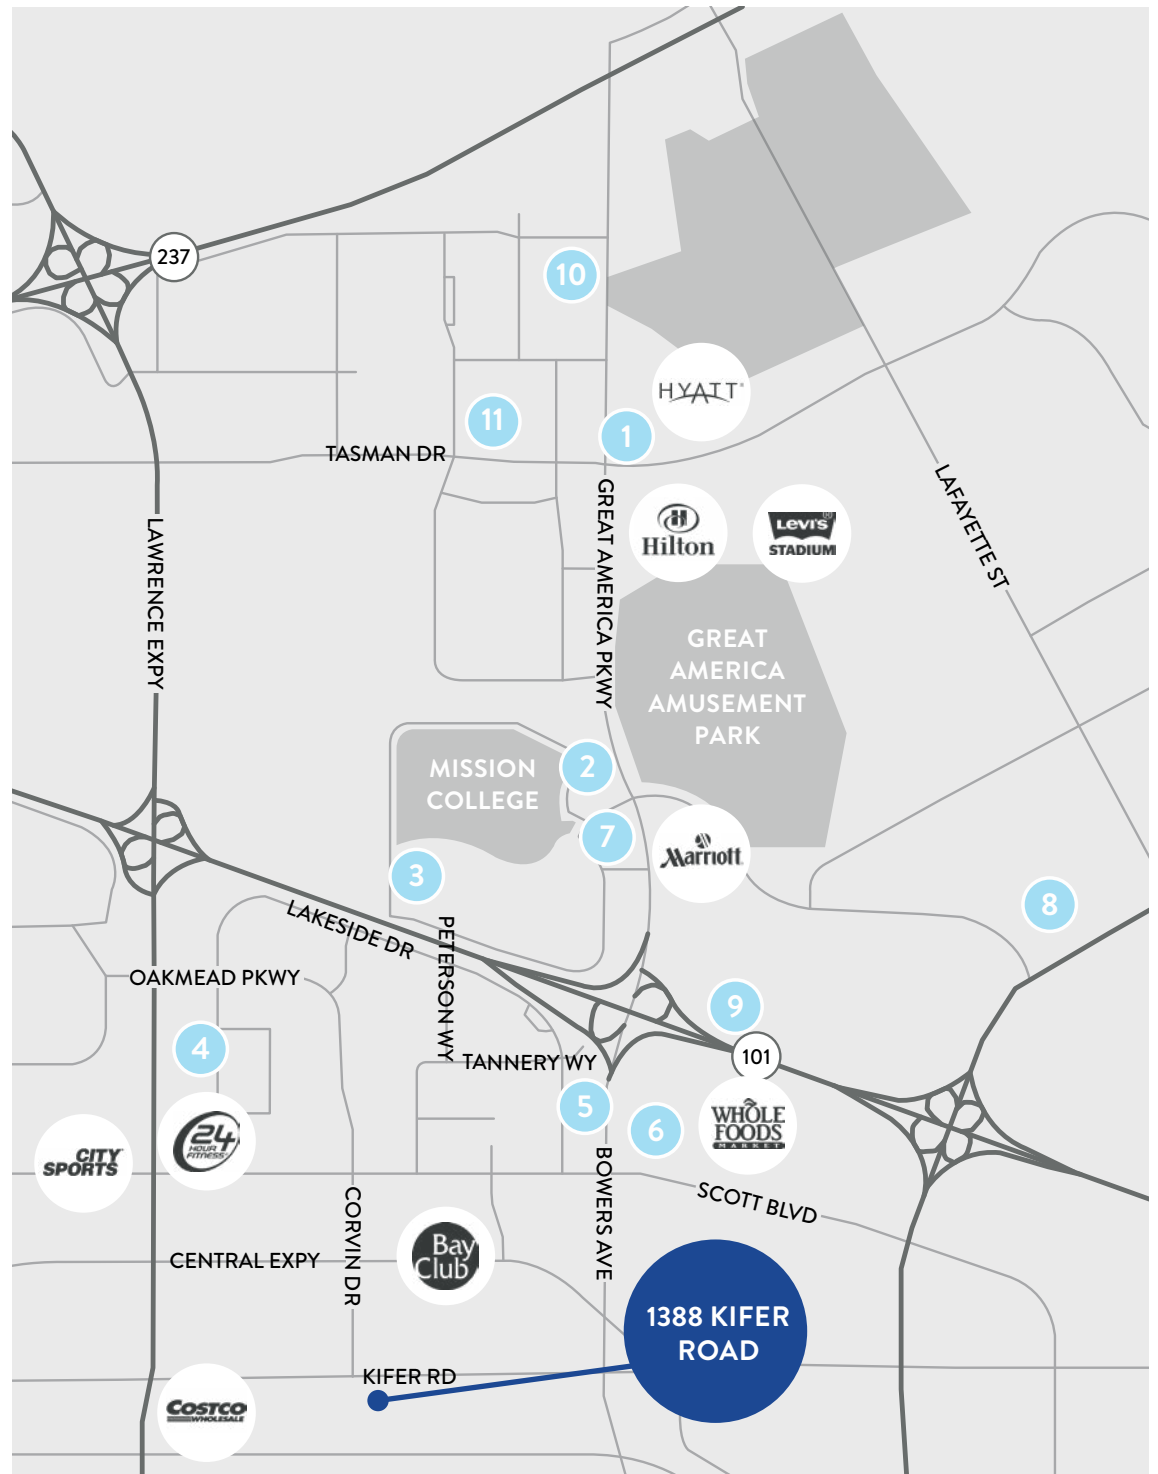 237
10
HYATT®
11
1
TASMAN DR
GREAT AMERICA PKWY
LAFAYETTE ST
Hilton
LEVI'S
STADIUM
LAWRENCE EXPY
GREAT
AMERICA
AMUSEMENT
PARK
MISSION
COLLEGE
2
7
Marriott
3
8
LAKESIDE DR
PETERSON WY
OAKMEAD PKWY
9
4
TANNERY WY
101
5
6
WHOLE
FOODS
MARKET
24
HOUR
FITNESS
CITY
SPORTS
BOWERS AVE
SCOTT BLVD
CORVIN DR
Bay
Club
CENTRAL EXPY
1388 KIFER
ROAD
KIFER RD
COSTCO
WHOLESALE